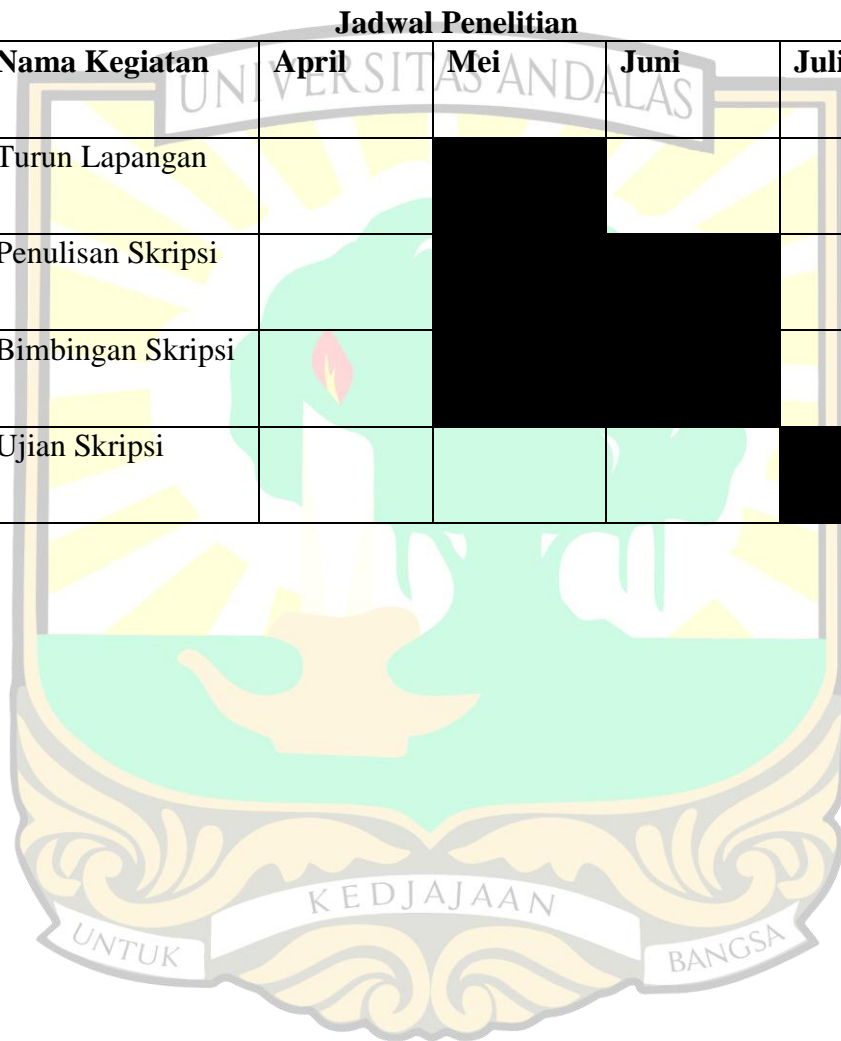 Jadwal Penelitian
Nama Kegiatan April Mei Juni Juli
UNIVERSITAS ANDALAS
Turun Lapangan
Penulisan Skripsi
Bimbingan Skripsi
Ujian Skripsi
KEDJAJAAN
UNTUK BANGSA